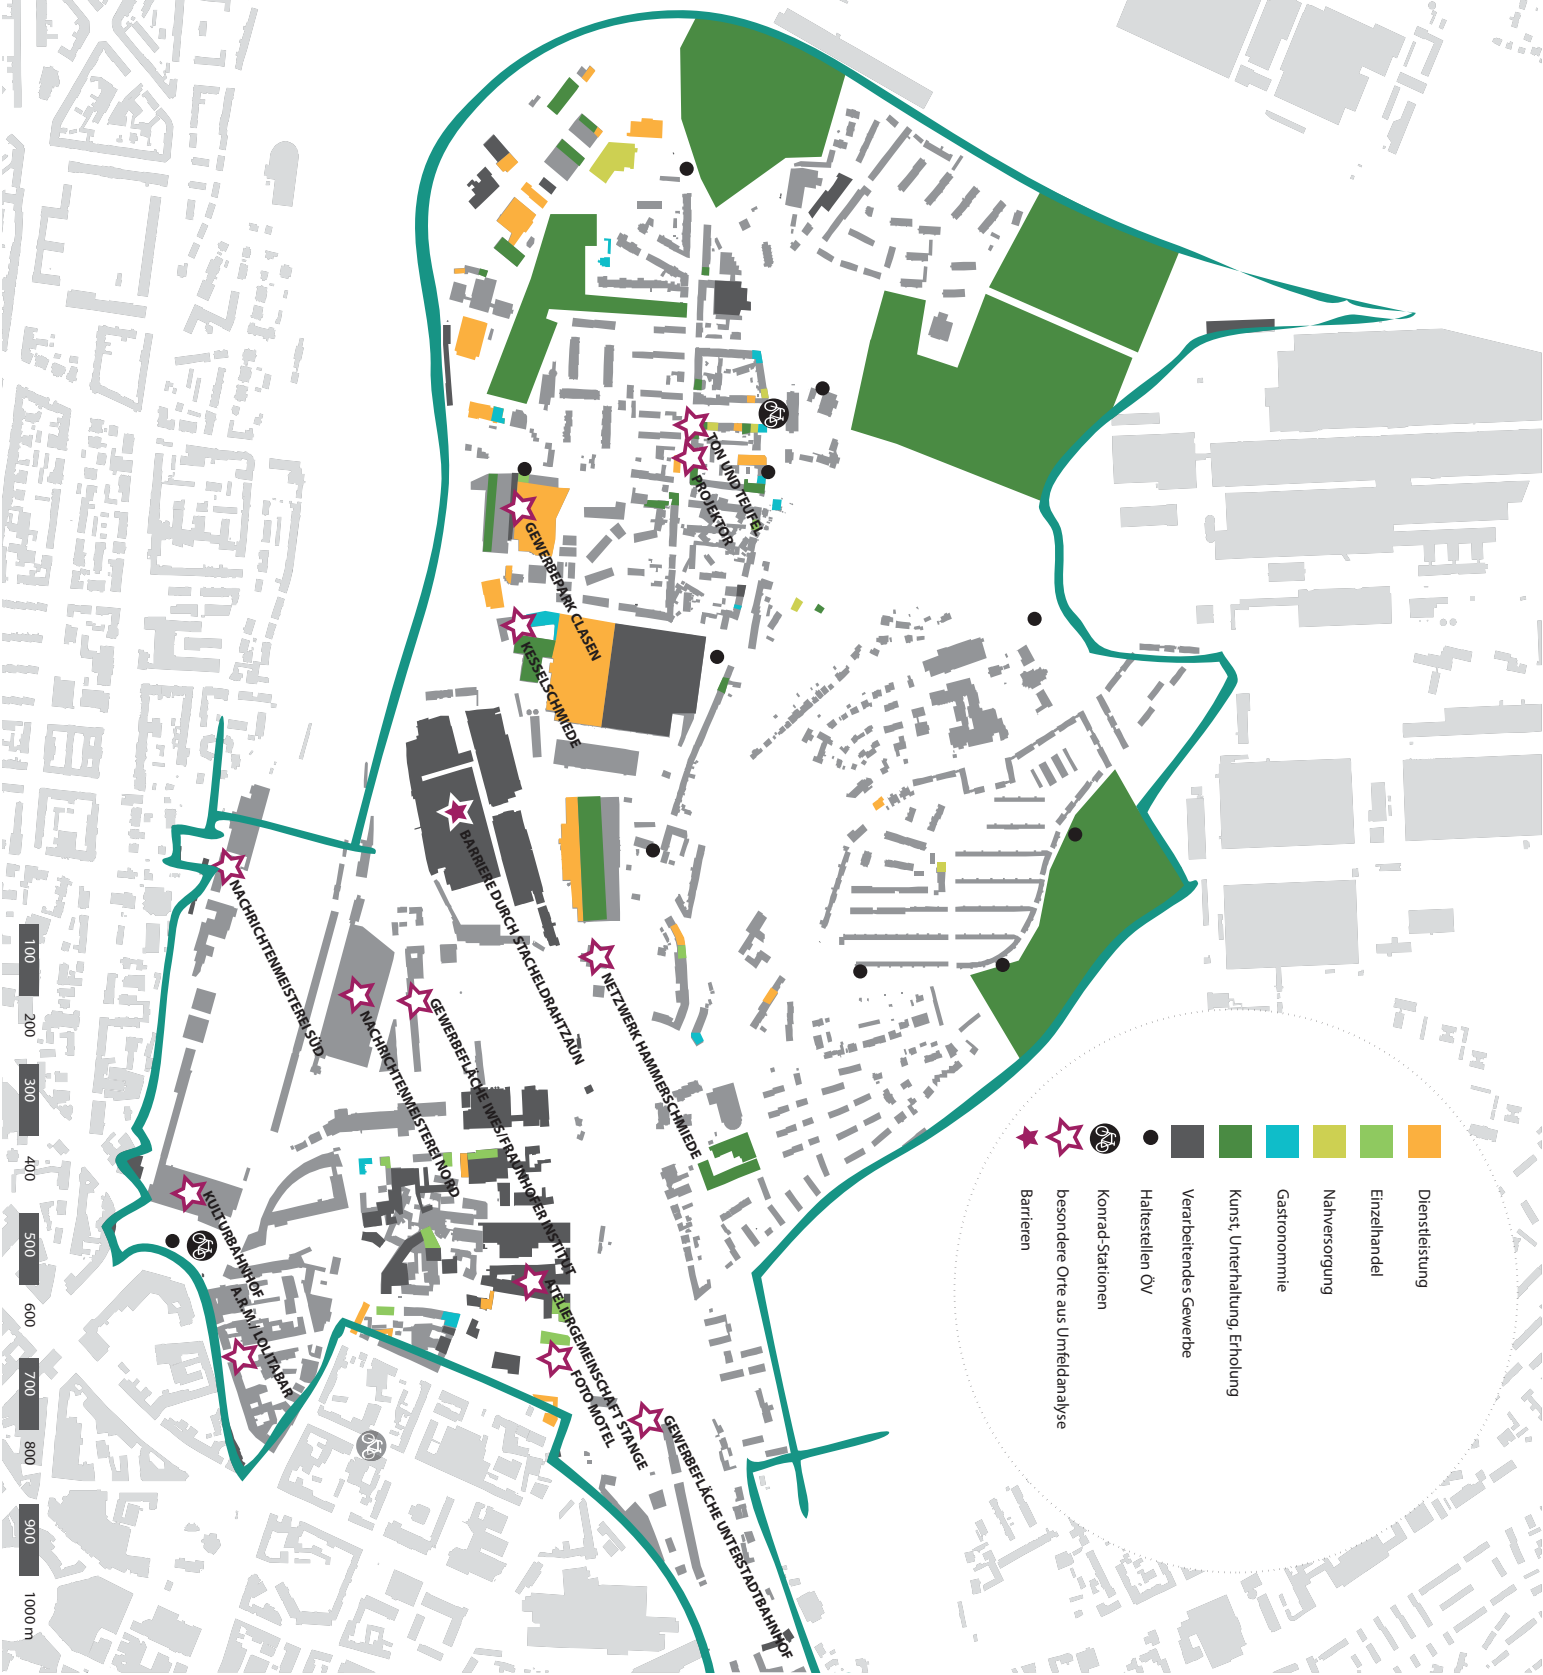 TON UND TEUFEL
PROJEKTOR
GEWERBEPARK CLASEN
KESSELSCHMIEDE
BARRIERE DURCH STACHELDRAHTZAUN
NETZWERK HAMMERSCHMIEDE
NACHRICHTENMEISTEREI SÜD
NACHRICHTENMEISTEREI NORD
GEWERBEFLÄCHE IWES/FRAUNHOFER INSTITUT
KULTURBAHNHOF
A.R.M./ LOLITABAR
ATELIERGEMEINSCHAFT STANGE
FOTO MOTEL
GEWERBEFLÄCHE UNTERSTADTBAHNHOF
Dienstleistung
Einzelhandel
Nahversorgung
Gastronommie
Kunst, Unterhaltung, Erholung
Verarbeitendes Gewerbe
Haltestellen ÖV
Konrad-Stationen
besondere Orte aus Umfeldanalyse
Barrieren
100 200 300 400 500 600 700 800 900 1000 m